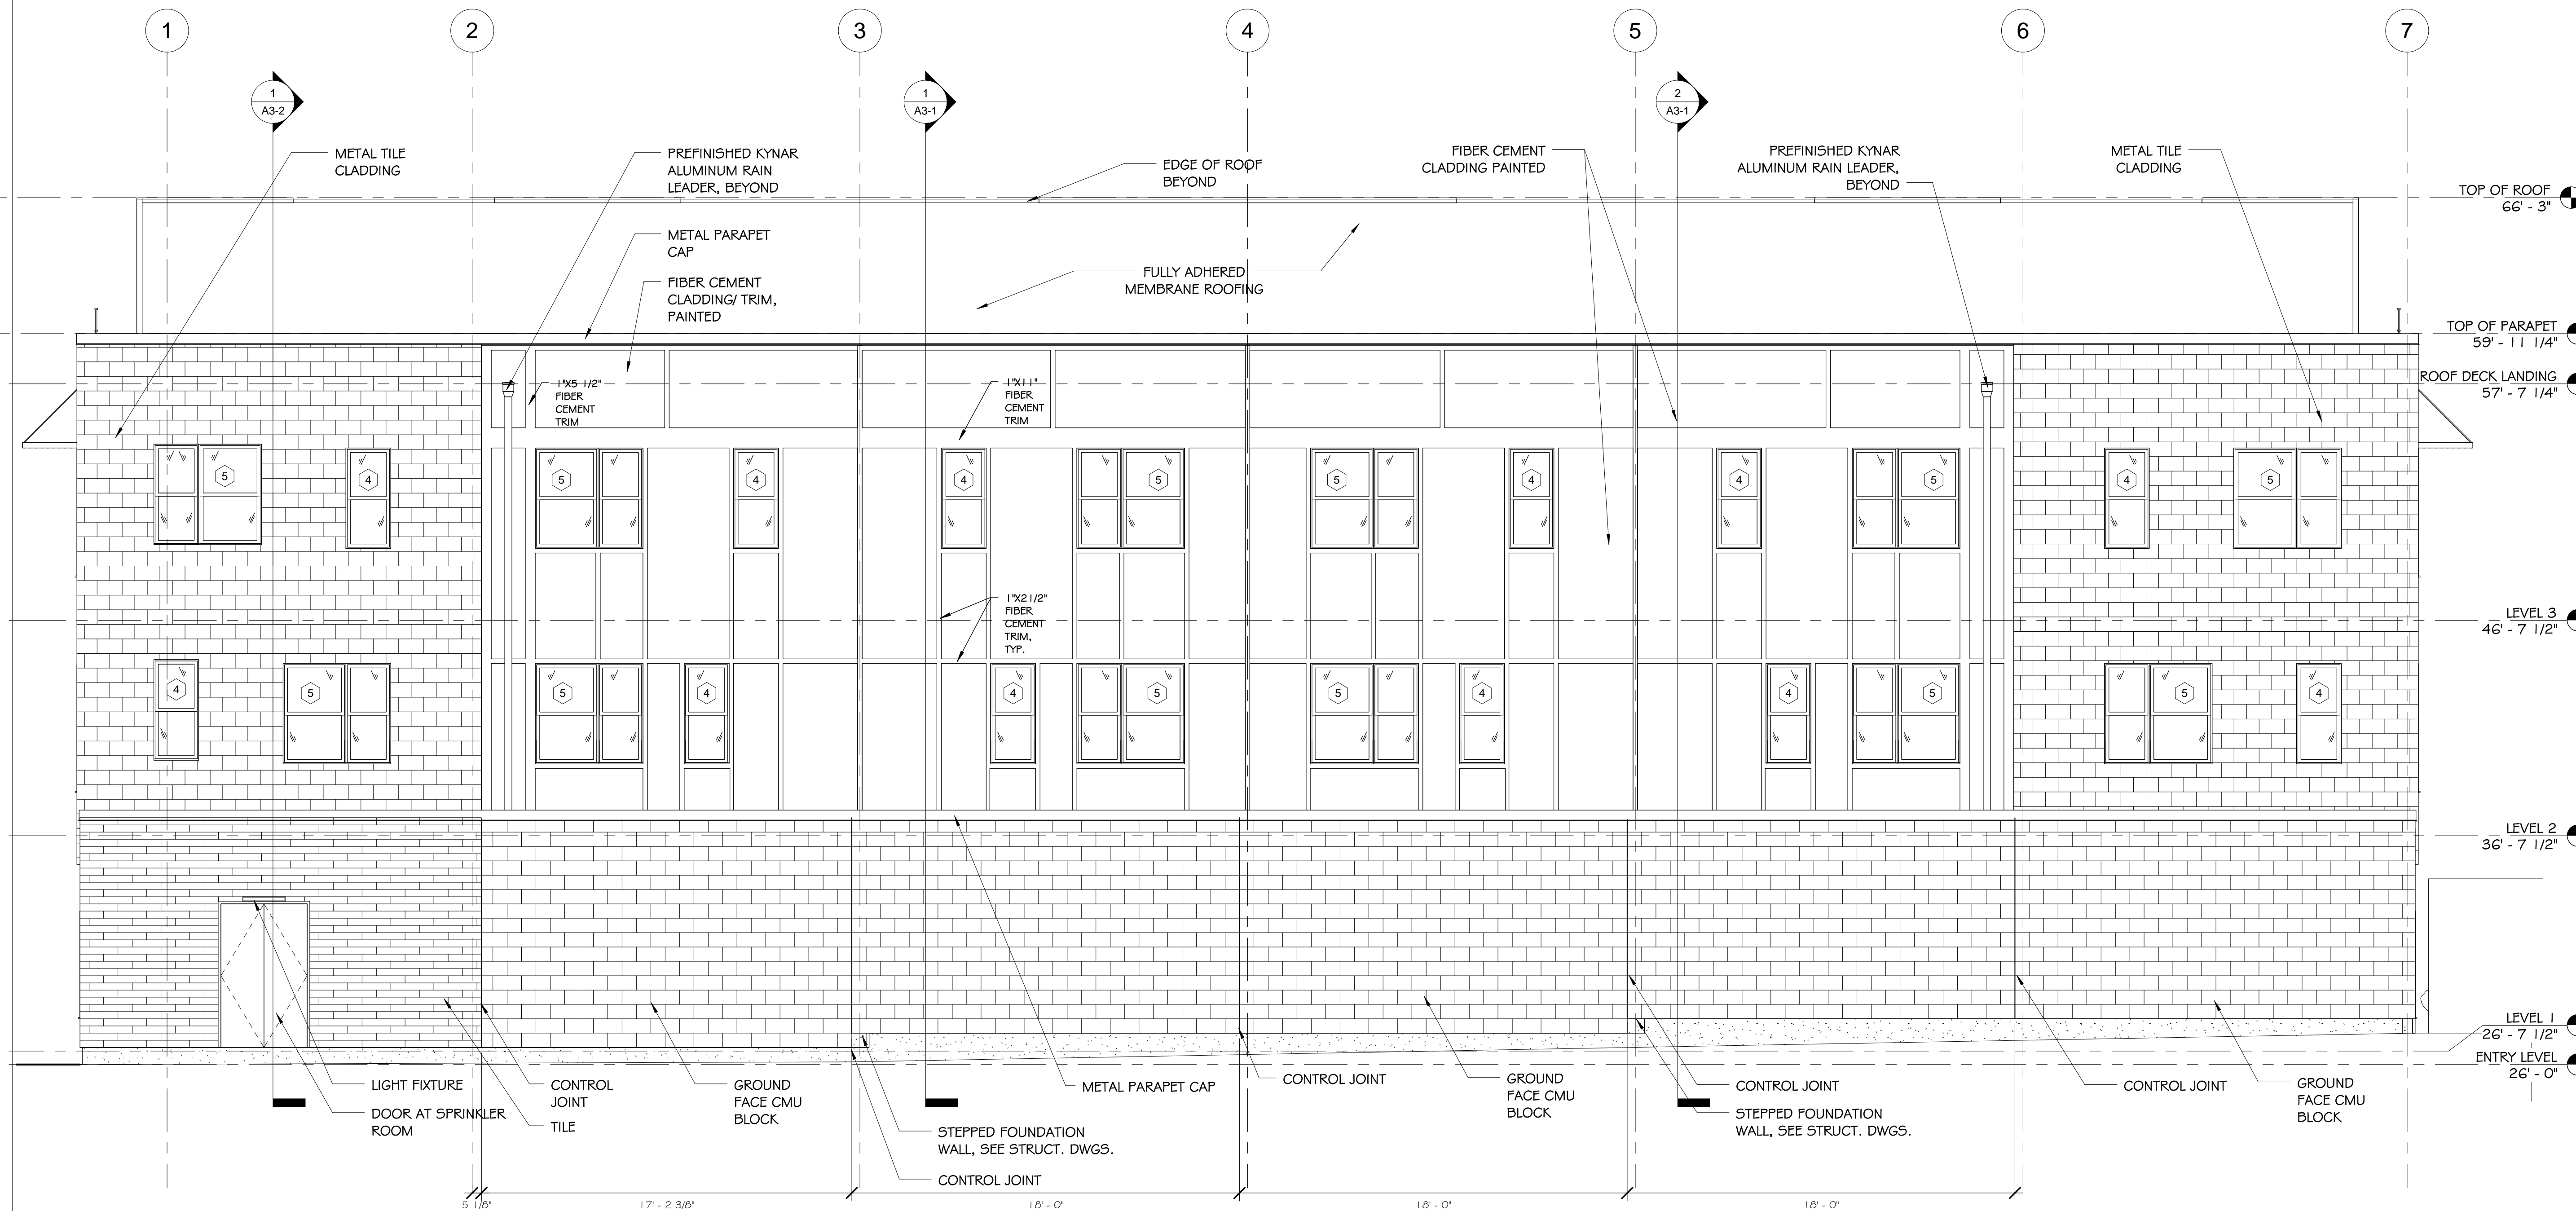 1
2
3
4
5
6
7
1
A3-2
1
A3-1
2
A3-1
METAL TILE
CLADDING
PREFINISHED KYNAR
ALUMINUM RAIN
LEADER, BEYOND
EDGE OF ROOF
BEYOND
FIBER CEMENT
CLADDING PAINTED
PREFINISHED KYNAR
ALUMINUM RAIN LEADER,
BEYOND
METAL TILE
CLADDING
TOP OF ROOF
66' - 3"
METAL PARAPET
CAP
FULLY ADHERED
MEMBRANE ROOFING
FIBER CEMENT
CLADDING/ TRIM,
PAINTED
TOP OF PARAPET
59' - 11 1/4"
ROOF DECK LANDING
57' - 7 1/4"
1"X5 1/2"
FIBER
CEMENT
TRIM
1"X11"
FIBER
CEMENT
TRIM
5
4
5
4
4
5
5
4
4
5
4
5
1"X2 1/2"
FIBER
CEMENT
TRIM,
TYP.
LEVEL 3
46' - 7 1/2"
4
5
5
4
4
5
5
4
4
5
5
4
LEVEL 2
36' - 7 1/2"
LEVEL 1
26' - 7 1/2"
ENTRY LEVEL
26' - 0"
LIGHT FIXTURE
DOOR AT SPRINKLER
ROOM
CONTROL
JOINT
TILE
GROUND
FACE CMU
BLOCK
METAL PARAPET CAP
STEPPED FOUNDATION
WALL, SEE STRUCT. DWGS.
CONTROL JOINT
CONTROL JOINT
GROUND
FACE CMU
BLOCK
CONTROL JOINT
STEPPED FOUNDATION
WALL, SEE STRUCT. DWGS.
CONTROL JOINT
GROUND
FACE CMU
BLOCK
5 1/8"
17' - 2 3/8"
18' - 0"
18' - 0"
18' - 0"